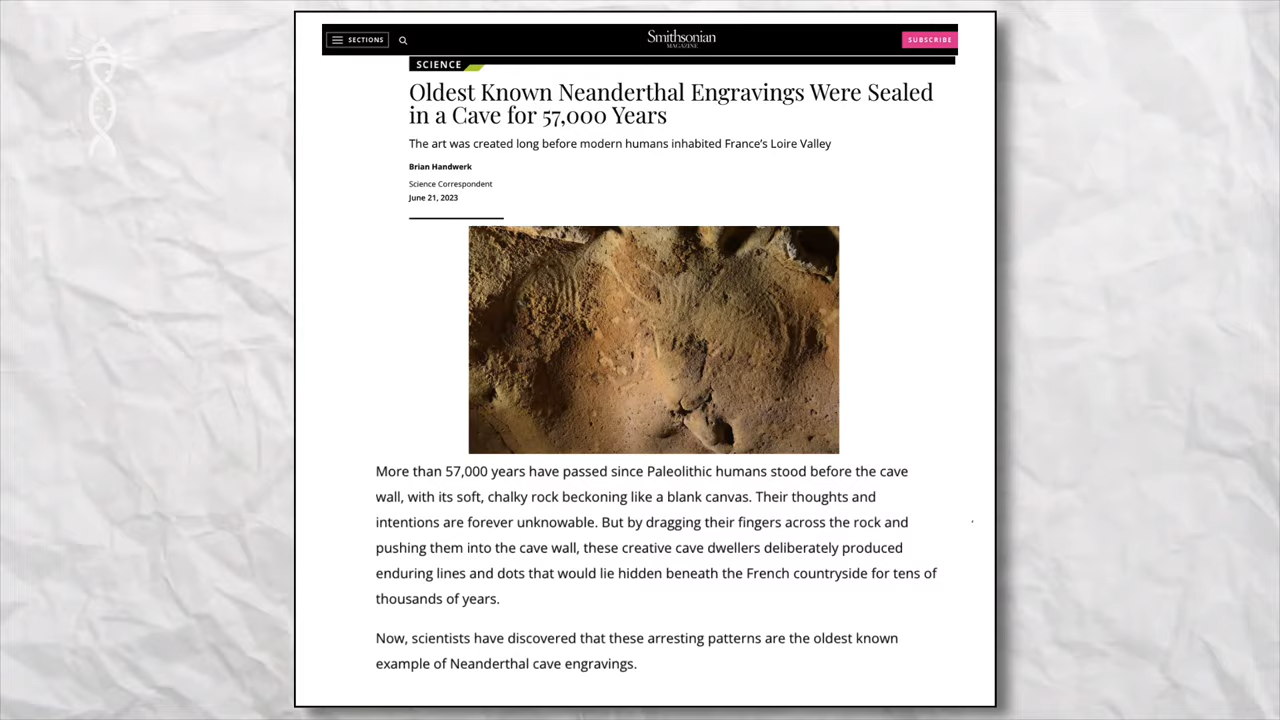 SECTIONS
Smithsonian
MAGAZINE
SUBSCRIBE
SCIENCE
Oldest Known Neanderthal Engravings Were Sealed
in a Cave for 57,000 Years
The art was created long before modern humans inhabited France’s Loire Valley
Brian Handwerk
Science Correspondent
June 21, 2023
More than 57,000 years have passed since Paleolithic humans stood before the cave
wall, with its soft, chalky rock beckoning like a blank canvas. Their thoughts and
intentions are forever unknowable. But by dragging their fingers across the rock and
pushing them into the cave wall, these creative cave dwellers deliberately produced
enduring lines and dots that would lie hidden beneath the French countryside for tens of
thousands of years.
Now, scientists have discovered that these arresting patterns are the oldest known
example of Neanderthal cave engravings.